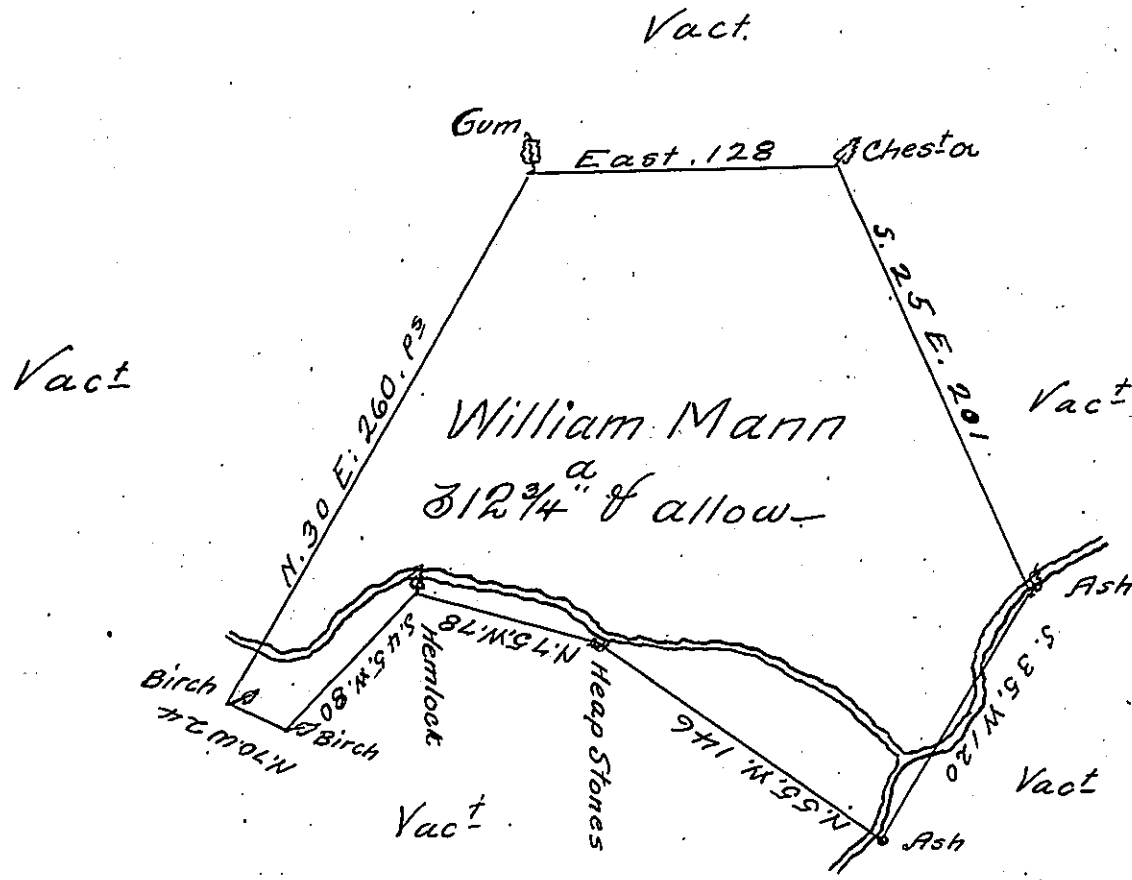 Vact.
Gum
East. 128
Chest a
S. 25 E. 201
Vact
N. 30 E: 260. Ps
Vact
William Mann
312 3/4 a " & allow
Ash
S. 35, W 120
Hemlock
N. 75, W. 78
Heap Stones
S. 45, W. 80
Birch
Birch
N. 70. W 24
N. 55, W. 146
Vact
Vact
Ash